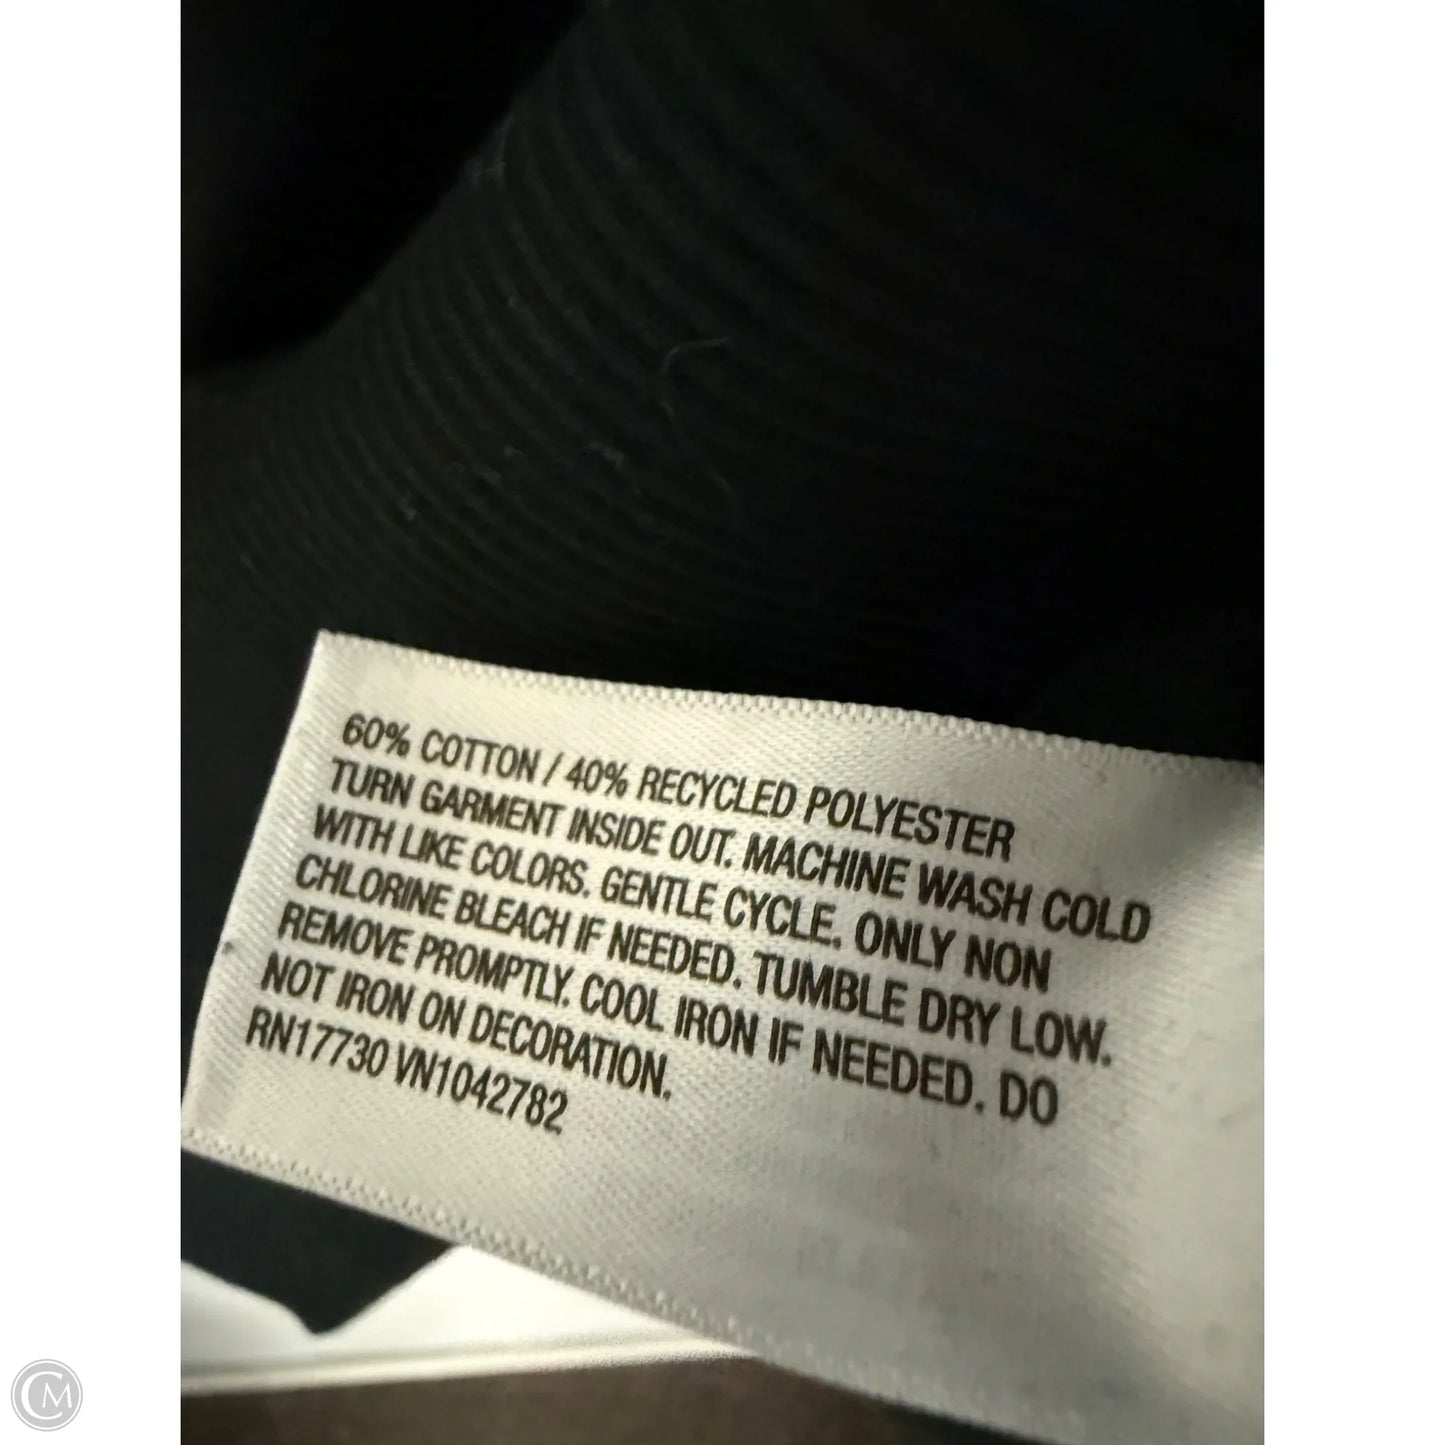 60% COTTON / 40% RECYCLED POLYESTER
TURN GARMENT INSIDE OUT. MACHINE WASH COLD
WITH LIKE COLORS. GENTLE CYCLE. ONLY NON
CHLORINE BLEACH IF NEEDED. TUMBLE DRY LOW.
REMOVE PROMPTLY. COOL IRON IF NEEDED. DO
NOT IRON ON DECORATION.
RN17730 VN1042782
CM